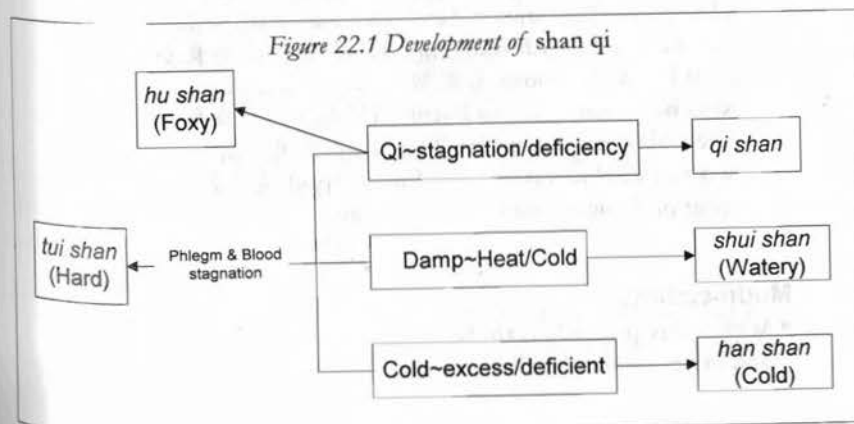 Figure 22.1 Development of shan qi
hu shan
(Foxy)
Qi~stagnation/deficiency
qi shan
tui shan
(Hard)
Phlegm & Blood
stagnation
Damp~Heat/Cold
shui shan
(Watery)
Cold~excess/deficient
han shan
(Cold)